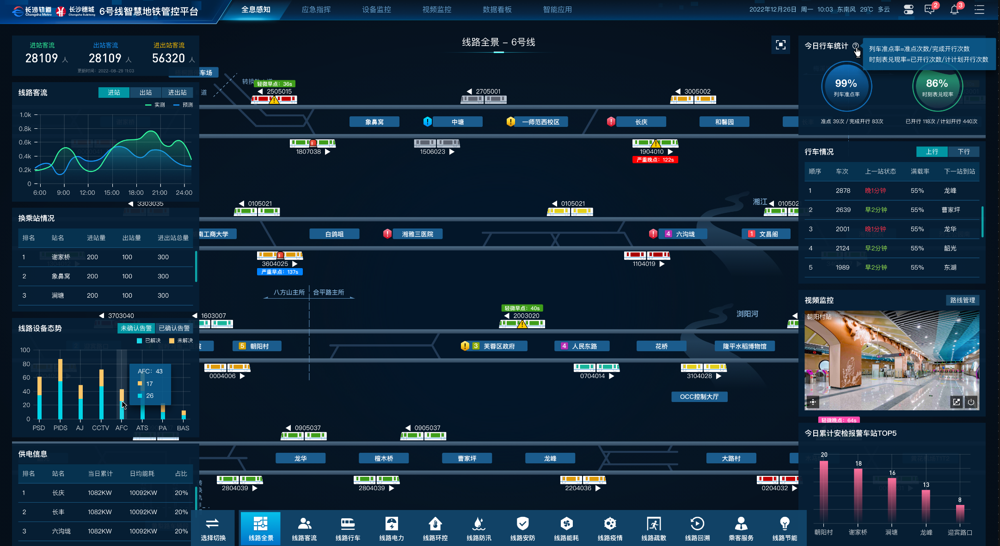 长沙轨道
Changsha Metro
长沙穗城
Changsha Suicheng
6号线智慧地铁管控平台
全息感知
应急指挥
设备监控
视频监控
数据看板
智能应用
2022年12月26日 周一 10:03 东南风 29℃ 多云
2
3
进站客流
28109 人
出站客流
28109 人
进出站客流
56320 人
更新时间：2022-08-29 11:03
线路客流
进站
出站
进出站
实测
预测
1.0k
0.8k
0.6k
0.4k
0.2k
0
6:00
9:00
12:00
15:00
18:00
21:00
24:00
换乘站情况
排名 站名 进站量 出站量 进出站总量
1 谢家桥 200 100 300
2 象鼻窝 200 100 300
3 涧塘 200 100 300
线路设备态势
未确认告警
已确认告警
已解决
未解决
100
80
60
40
20
0
AFC：43
17
26
PSD
PIDS
AJ
CCTV
AFC
ATS
PA
BAS
供电信息
排名 站名 当日累计 日均能耗 占比
1 长庆 1082KW 10092KW 20%
2 长丰 1082KW 10092KW 20%
3 六沟垅 1082KW 10092KW 20%
线路全景 – 6号线
车场
道
轻微早点：36s
2505015
2705001
3005002
象鼻窝
中塘
一师范西校区
长庆
和馨园
1807038
1506023
1904010
严重晚点：122s
3303035
0105021
0105021
湘江
010502
南工商大学
白鸽咀
湘雅三医院
4 六沟垅
1 文昌阁
3604025
严重早点：137s
1104019
八方山主所
合平路主所
3703040
1603007
轻微早点：40s
2003020
浏阳河
院
5 朝阳村
3 芙蓉区政府
4 人民东路
花桥
隆平水稻博物馆
0004006
0704014
3104028
OCC控制大厅
0905037
0905037
龙华
檀木桥
曹家坪
龙峰
大路村
2804039
2804039
2204036
0204032
选择切换
线路全景
线路客流
线路行车
线路电力
线路环控
线路防汛
线路安防
线路能耗
线路疫情
线路疏散
线路回溯
乘客服务
线路节能
今日行车统计
列车准点率=准点次数/完成开行次数
时刻表兑现率=已开行次数/计计划开行次数
99%
列车准点率
86%
时刻表兑现率
准点 39次 / 完成开行 83次
已开行 118次 / 计划开行 440次
行车情况
上行
下行
顺序 车次 上一站状态 满载率 下一站到站
1 2878 晚1分钟 55% 龙峰
2 2639 早2分钟 55% 曹家坪
3 2001 晚1分钟 55% 龙华
4 2124 早2分钟 55% 韶光
5 1989 早2分钟 55% 东湖
视频监控
路线管理
朝阳村站
轻微晚点：64s
今日累计安检报警车站TOP5
20
18
16
13
8
朝阳村
谢家桥
涧塘
龙峰
迎宾路口